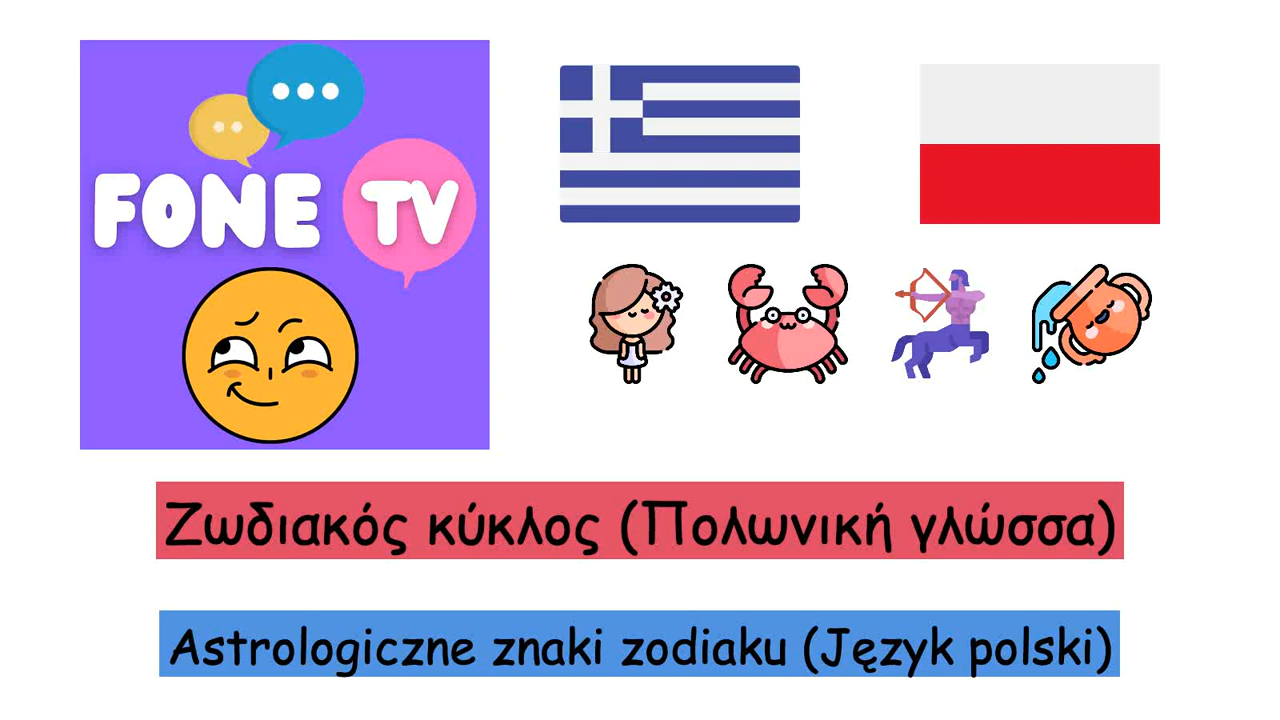 FONE TV
Ζωδιακός κύκλος (Πολωνική γλώσσα)
Astrologiczne znaki zodiaku (Język polski)